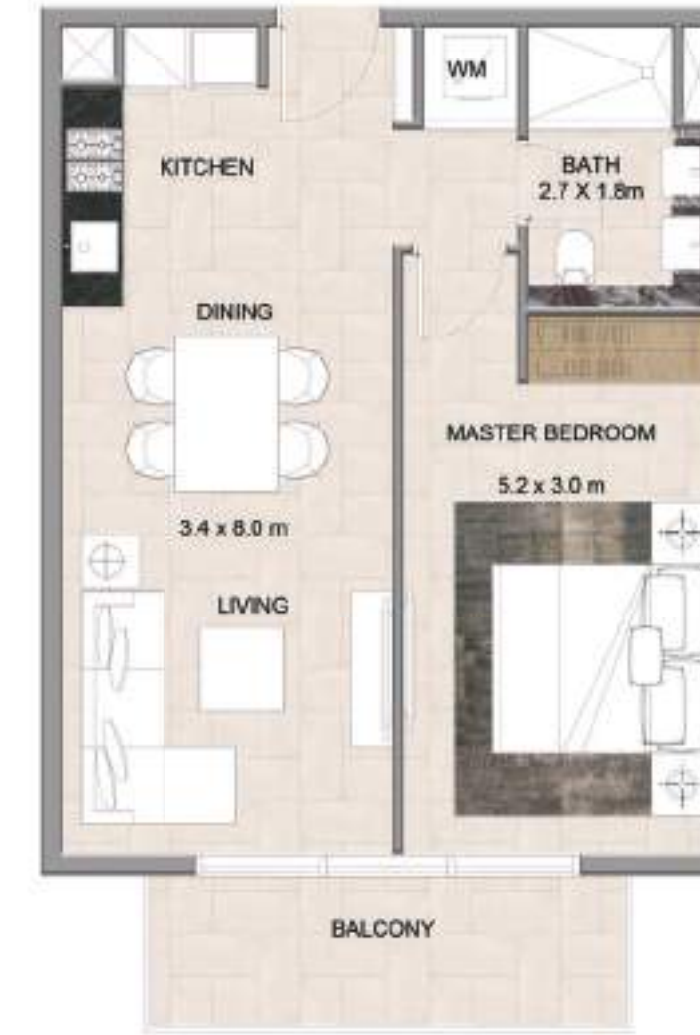 WM
KITCHEN
BATH
2.7 X 1.8m
DINING
MASTER BEDROOM
5.2 x 3.0 m
3.4 x 8.0 m
LIVING
BALCONY